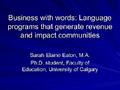 Business with words: Language
programs that generate revenue
and impact communities
Sarah Elaine Eaton, M.A.
Ph.D. student, Faculty of
Education, University of Calgary